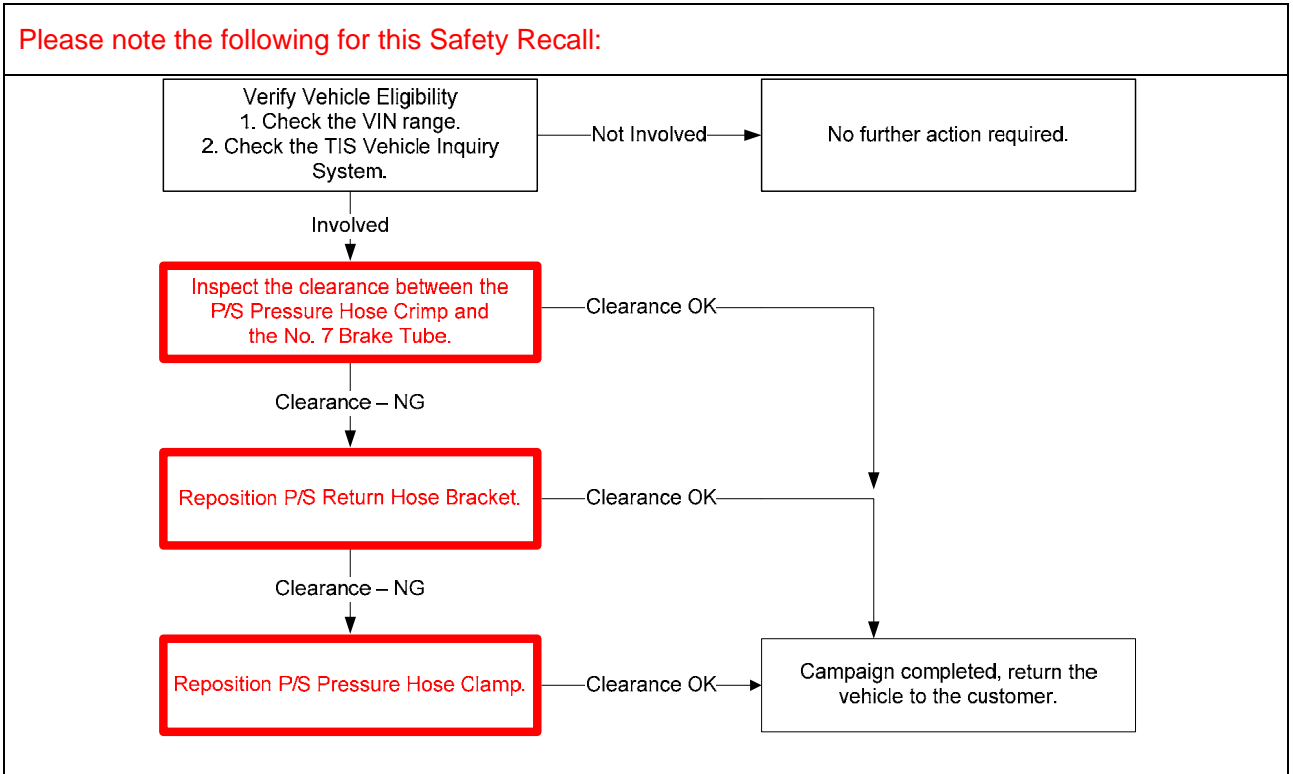 Please note the following for this Safety Recall:
Verify Vehicle Eligibility
1. Check the VIN range.
2. Check the TIS Vehicle Inquiry
System.
Not Involved
No further action required.
Involved
Inspect the clearance between the
P/S Pressure Hose Crimp and
the No. 7 Brake Tube.
Clearance OK
Clearance – NG
Reposition P/S Return Hose Bracket.
Clearance OK
Clearance – NG
Reposition P/S Pressure Hose Clamp.
Clearance OK
Campaign completed, return the
vehicle to the customer.